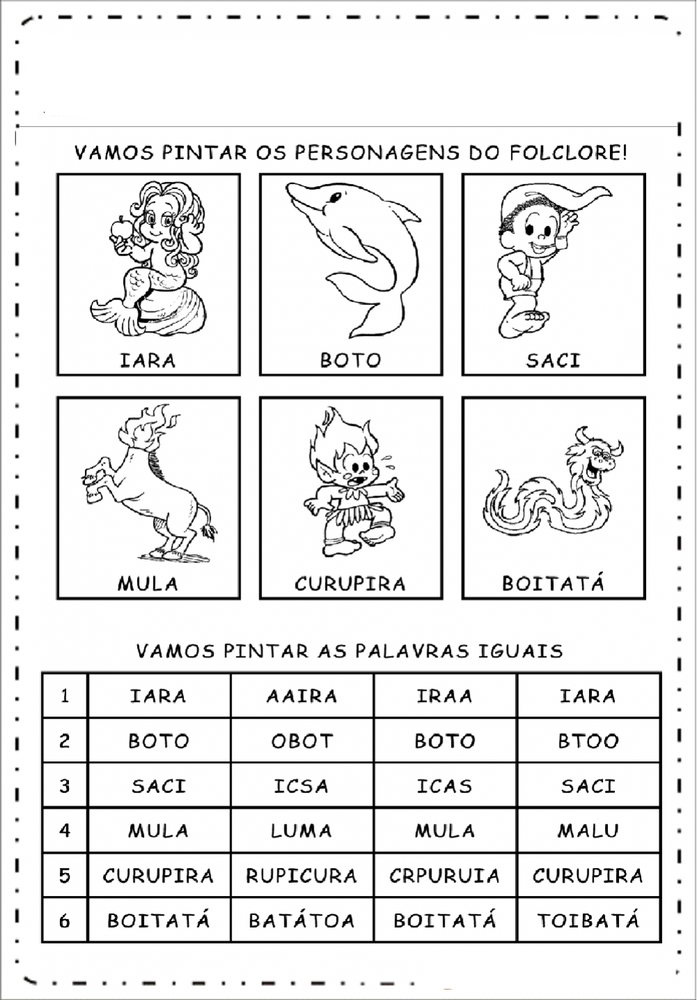 VAMOS PINTAR OS PERSONAGENS DO FOLCLORE!
IARA BOTO SACI
MULA CURUPIRA BOITATÁ
VAMOS PINTAR AS PALAVRAS IGUAIS
1 IARA AAIRA IRAA IARA
2 BOTO OBOT BOTO BTOO
3 SACI ICSA ICAS SACI
4 MULA LUMA MULA MALU
5 CURUPIRA RUPICURA CRPURUIA CURUPIRA
6 BOITATÁ BATÁTOA BOITATÁ TOIBATÁ